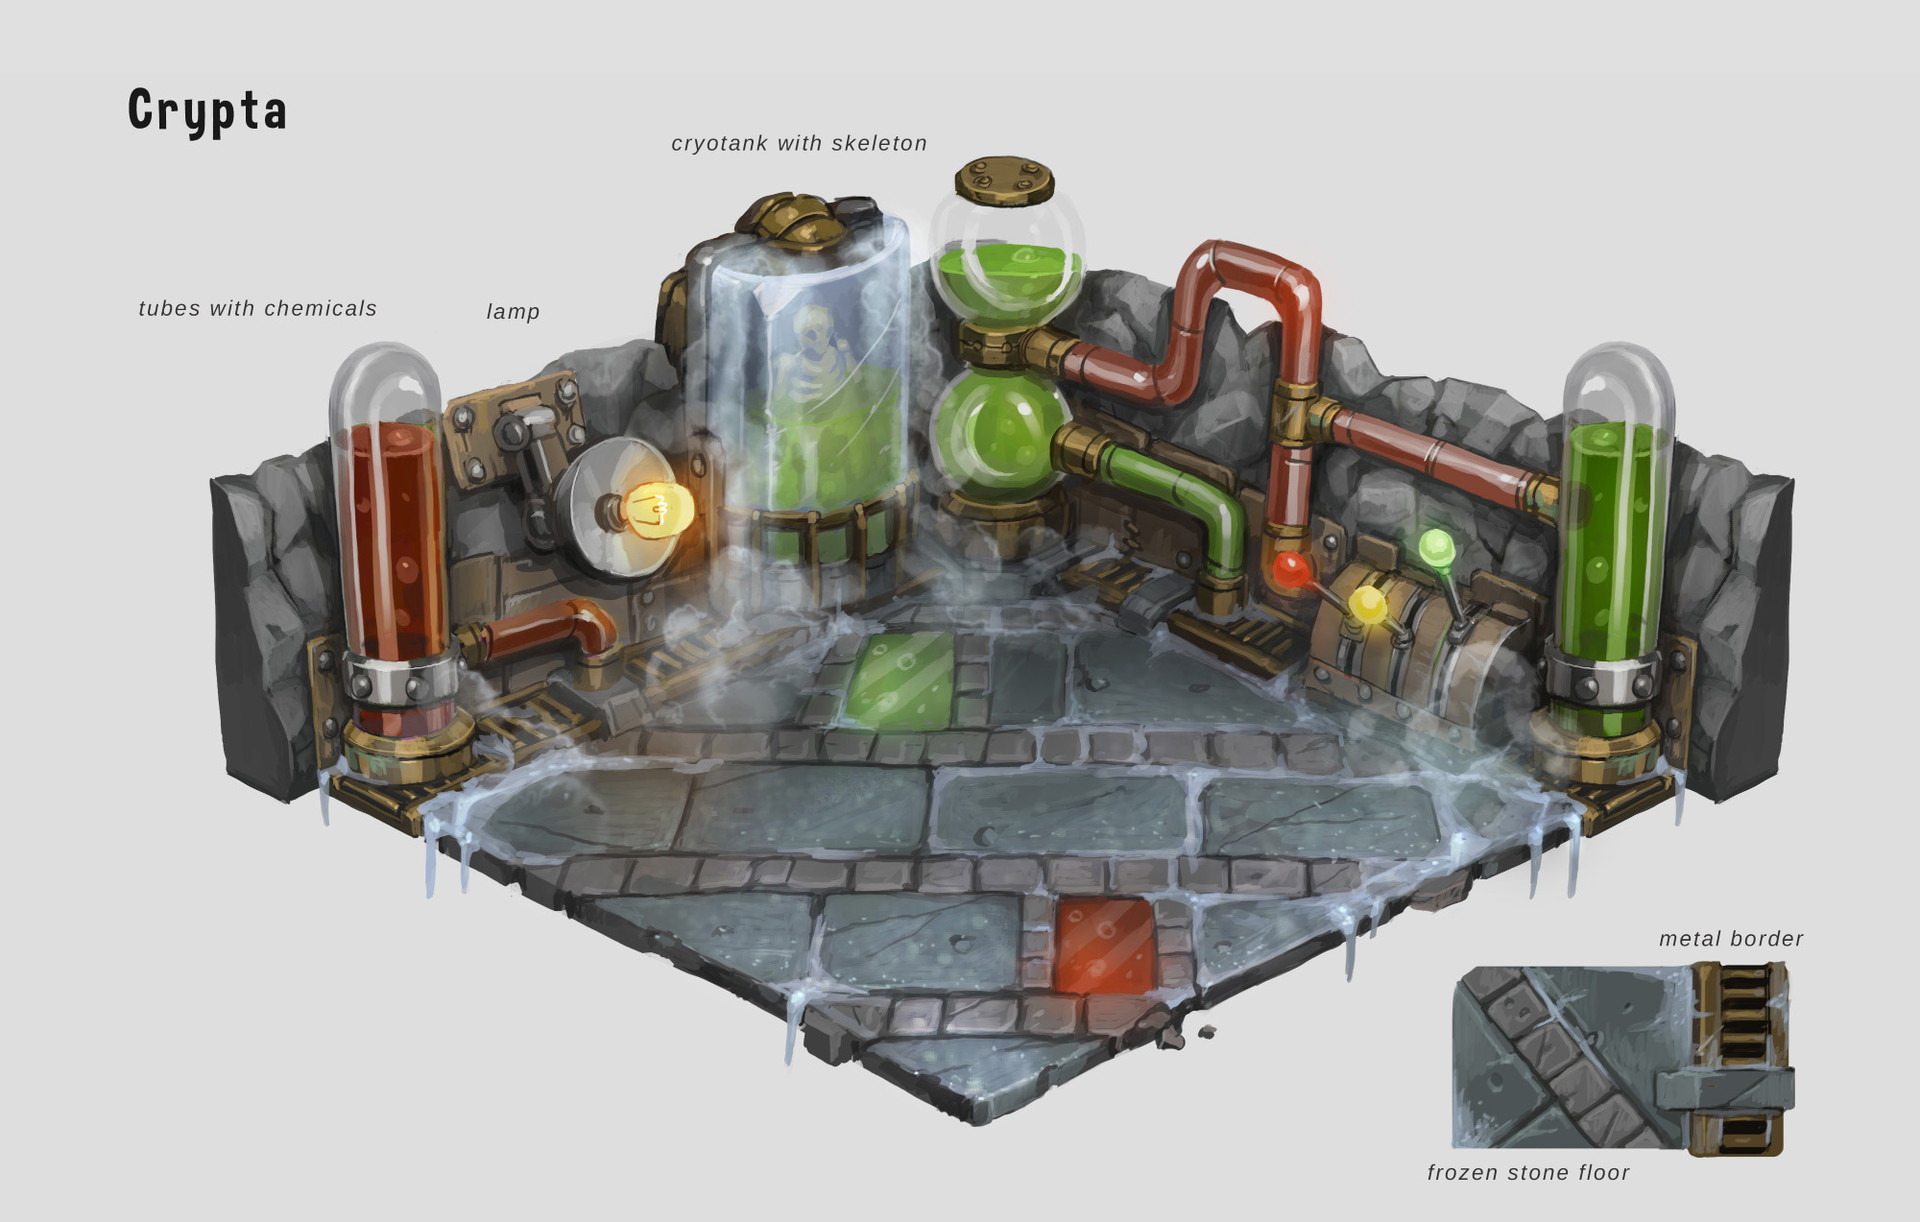 Crypta
cryotank with skeleton
tubes with chemicals
lamp
metal border
frozen stone floor